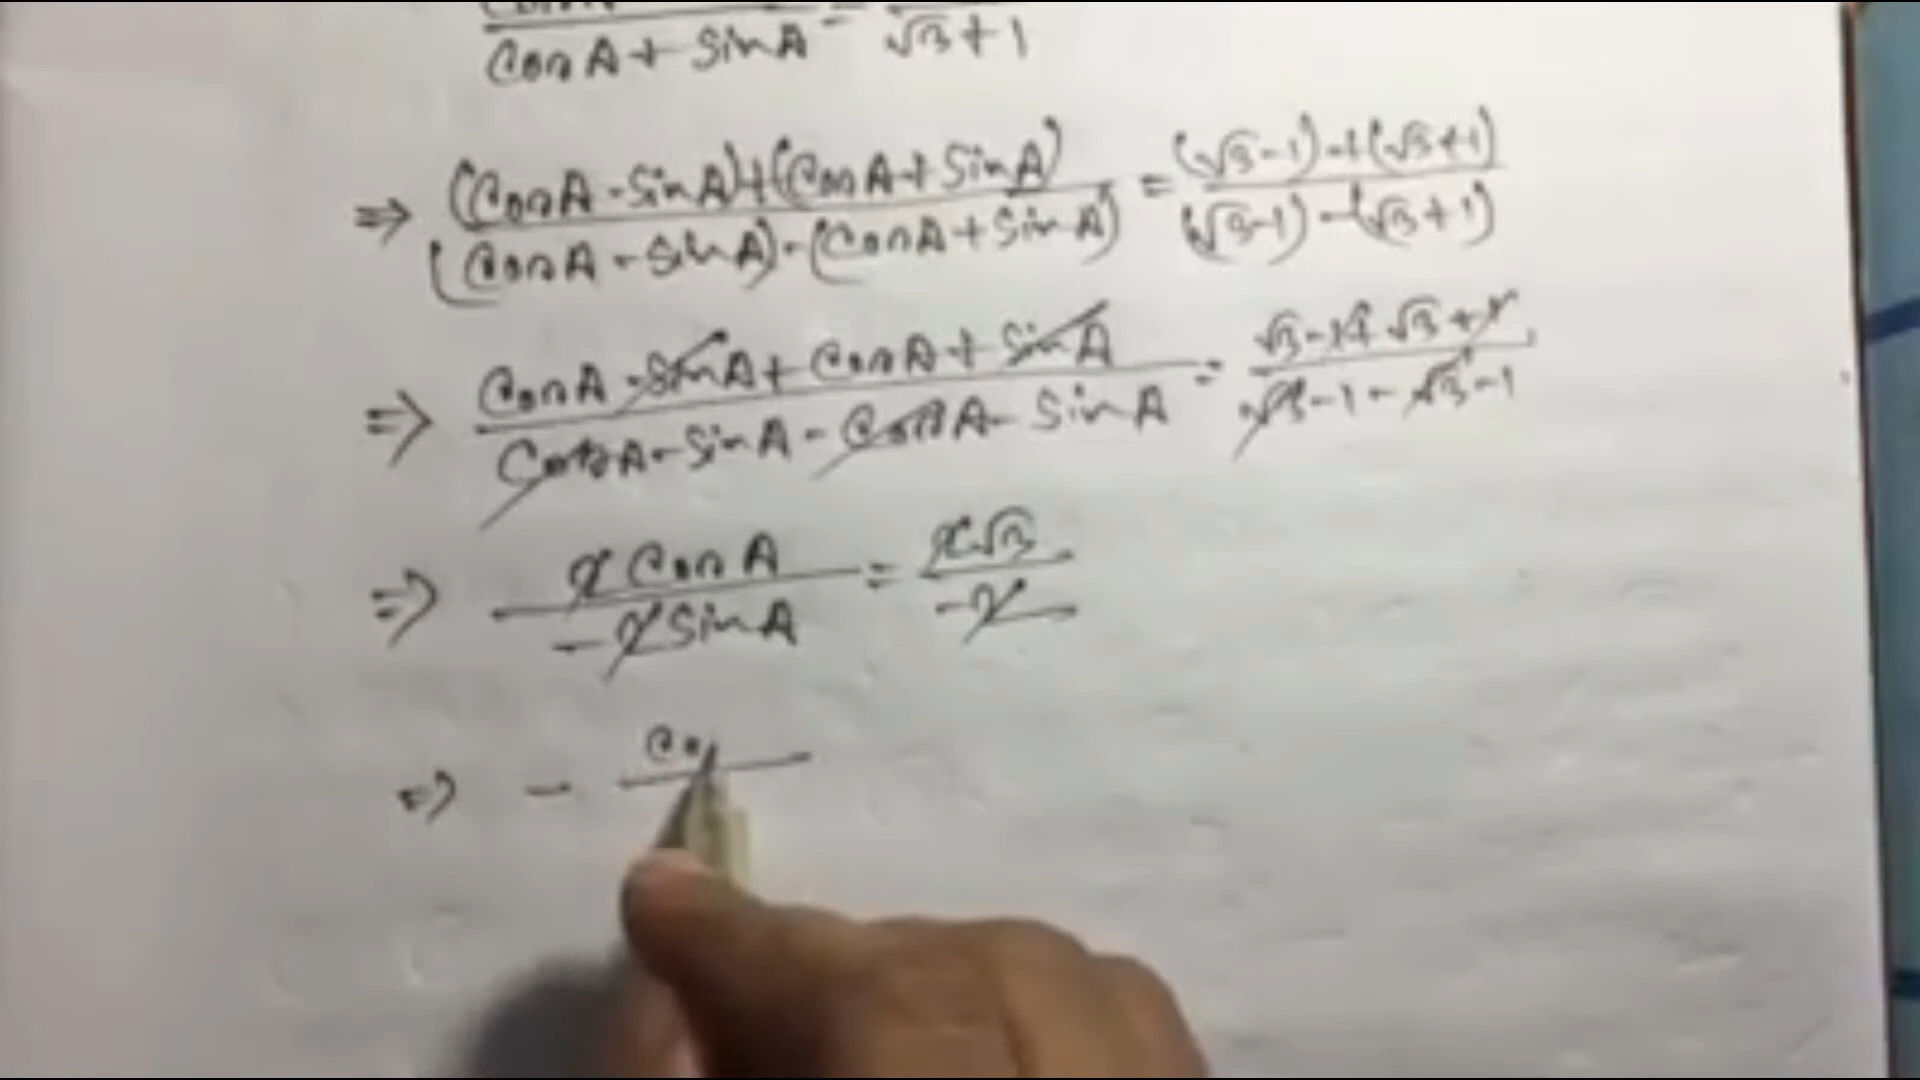 cosA + sinA = √3+1
⇒ (cosA - sinA)+(cosA + sinA) / (cosA - sinA)-(cosA + sinA) = (√3-1)+(√3+1) / (√3-1)-(√3+1)
⇒ cosA - sinA + cosA + sinA / cosA - sinA - cosA - sinA = √3-1+√3+1 / √3-1-√3-1
⇒ 2cosA / -2sinA = 2√3 / -2
⇒ - co